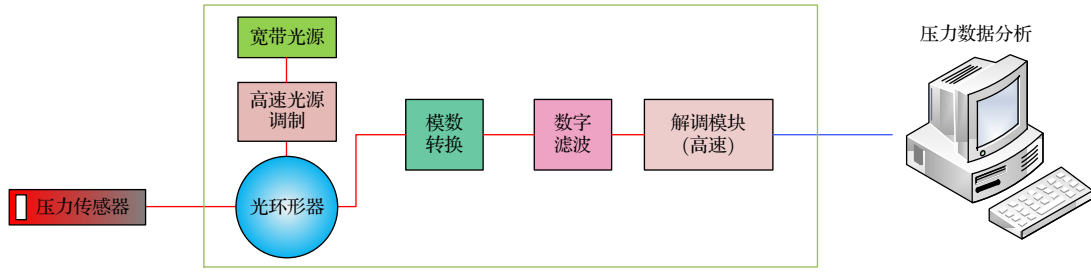 宽带光源
高速光源
调制
光环形器
压力传感器
模数
转换
数字
滤波
解调模块
(高速)
压力数据分析